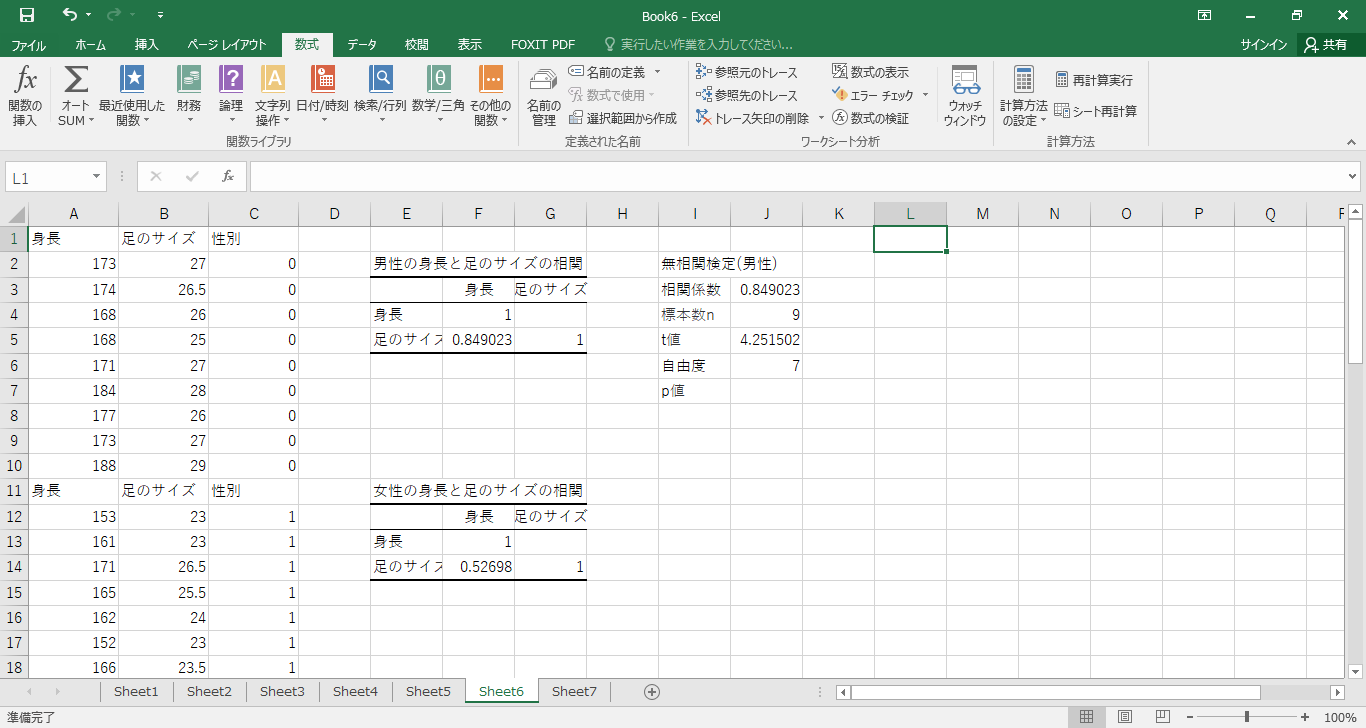 Book6 - Excel
ファイル ホーム 挿入 ページ レイアウト 数式 データ 校閲 表示 FOXIT PDF 実行したい作業を入力してください... サインイン 共有
fx 関数の挿入
Σ オート SUM
最近使用した関数
財務
論理
文字列操作
日付/時刻
検索/行列
数学/三角
その他の関数
関数ライブラリ
名前の管理
名前の定義
数式で使用
選択範囲から作成
定義された名前
参照元のトレース
参照先のトレース
トレース矢印の削除
数式の表示
エラー チェック
数式の検証
ワークシート分析
ウォッチ ウィンドウ
計算方法の設定
再計算実行
シート再計算
計算方法
L1 fx
A B C D E F G H I J K L M N O P Q R
1 身長 足のサイズ 性別
2 173 27 0 男性の身長と足のサイズの相関 無相関検定(男性)
3 174 26.5 0 身長 足のサイズ 相関係数 0.849023
4 168 26 0 身長 1 標本数n 9
5 168 25 0 足のサイズ 0.849023 1 t値 4.251502
6 171 27 0 自由度 7
7 184 28 0 p値
8 177 26 0
9 173 27 0
10 188 29 0
11 身長 足のサイズ 性別 女性の身長と足のサイズの相関
12 153 23 1 身長 足のサイズ
13 161 23 1 身長 1
14 171 26.5 1 足のサイズ 0.52698 1
15 165 25.5 1
16 162 24 1
17 152 23 1
18 166 23.5 1
Sheet1 Sheet2 Sheet3 Sheet4 Sheet5 Sheet6 Sheet7
準備完了 100%